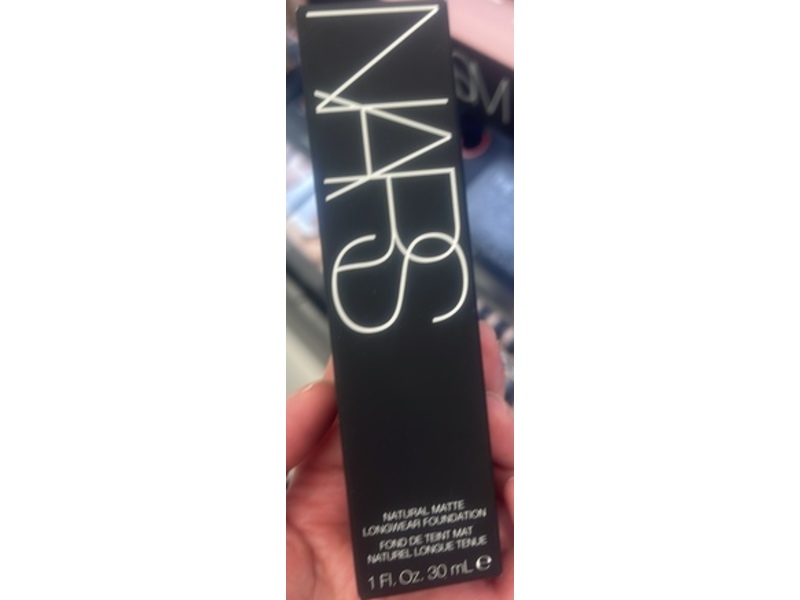 NARS
NATURAL MATTE
LONGWEAR FOUNDATION
FOND DE TEINT MAT
NATUREL LONGUE TENUE
1 Fl. Oz. 30 mL ℮